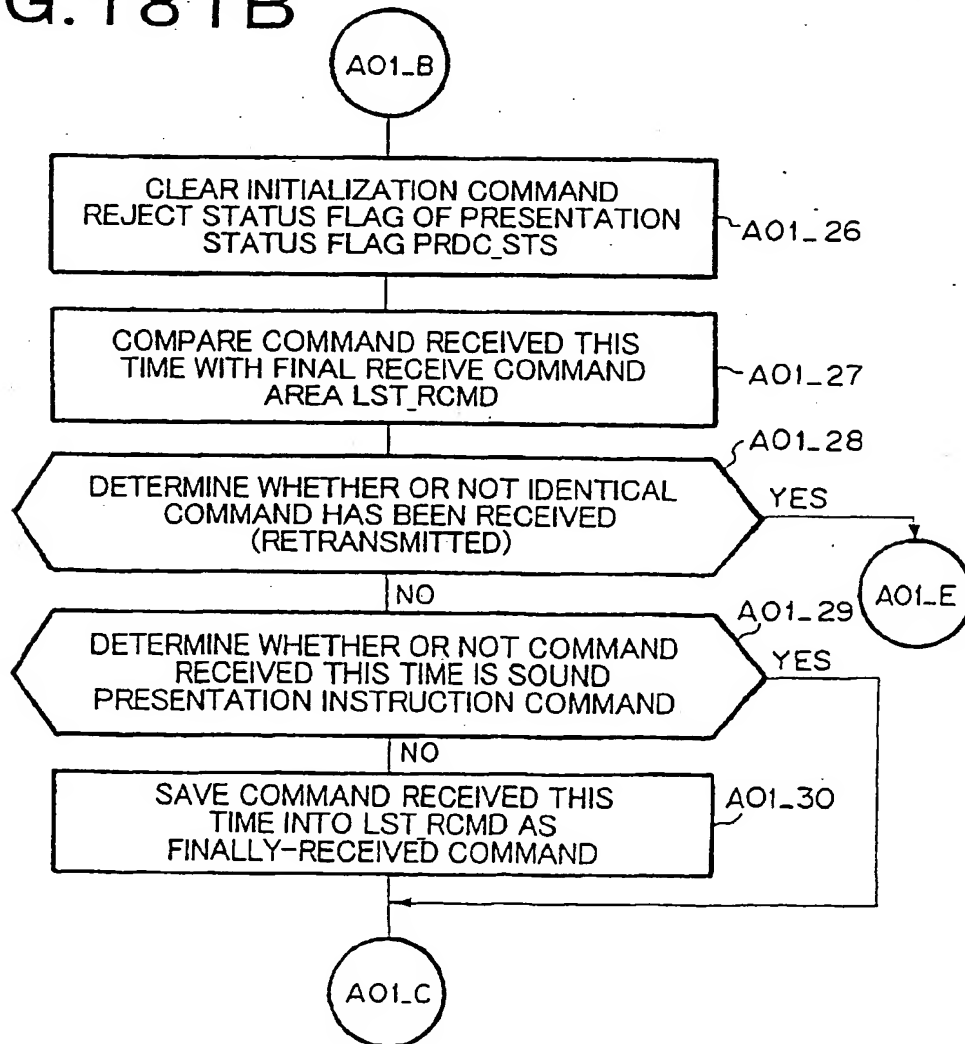 G. 181B
A01_B
CLEAR INITIALIZATION COMMAND
REJECT STATUS FLAG OF PRESENTATION
STATUS FLAG PRDC_STS
A01_26
COMPARE COMMAND RECEIVED THIS
TIME WITH FINAL RECEIVE COMMAND
AREA LST_RCMD
A01_27
A01_28
DETERMINE WHETHER OR NOT IDENTICAL
COMMAND HAS BEEN RECEIVED
(RETRANSMITTED)
YES
A01_E
NO
A01_29
DETERMINE WHETHER OR NOT COMMAND
RECEIVED THIS TIME IS SOUND
PRESENTATION INSTRUCTION COMMAND
YES
NO
SAVE COMMAND RECEIVED THIS
TIME INTO LST_RCMD AS
FINALLY-RECEIVED COMMAND
A01_30
A01_C